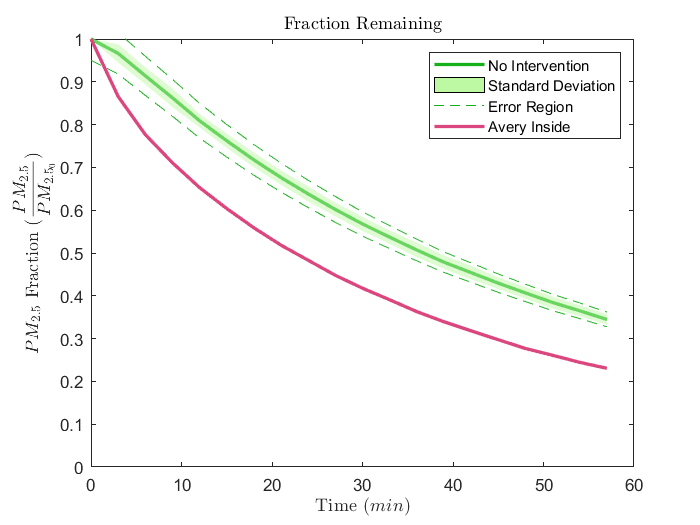 Fraction Remaining
No Intervention
Standard Deviation
Error Region
Avery Inside
PM2.5 Fraction (PM2.5/PM2.50)
1
0.9
0.8
0.7
0.6
0.5
0.4
0.3
0.2
0.1
0
0 10 20 30 40 50 60
Time (min)